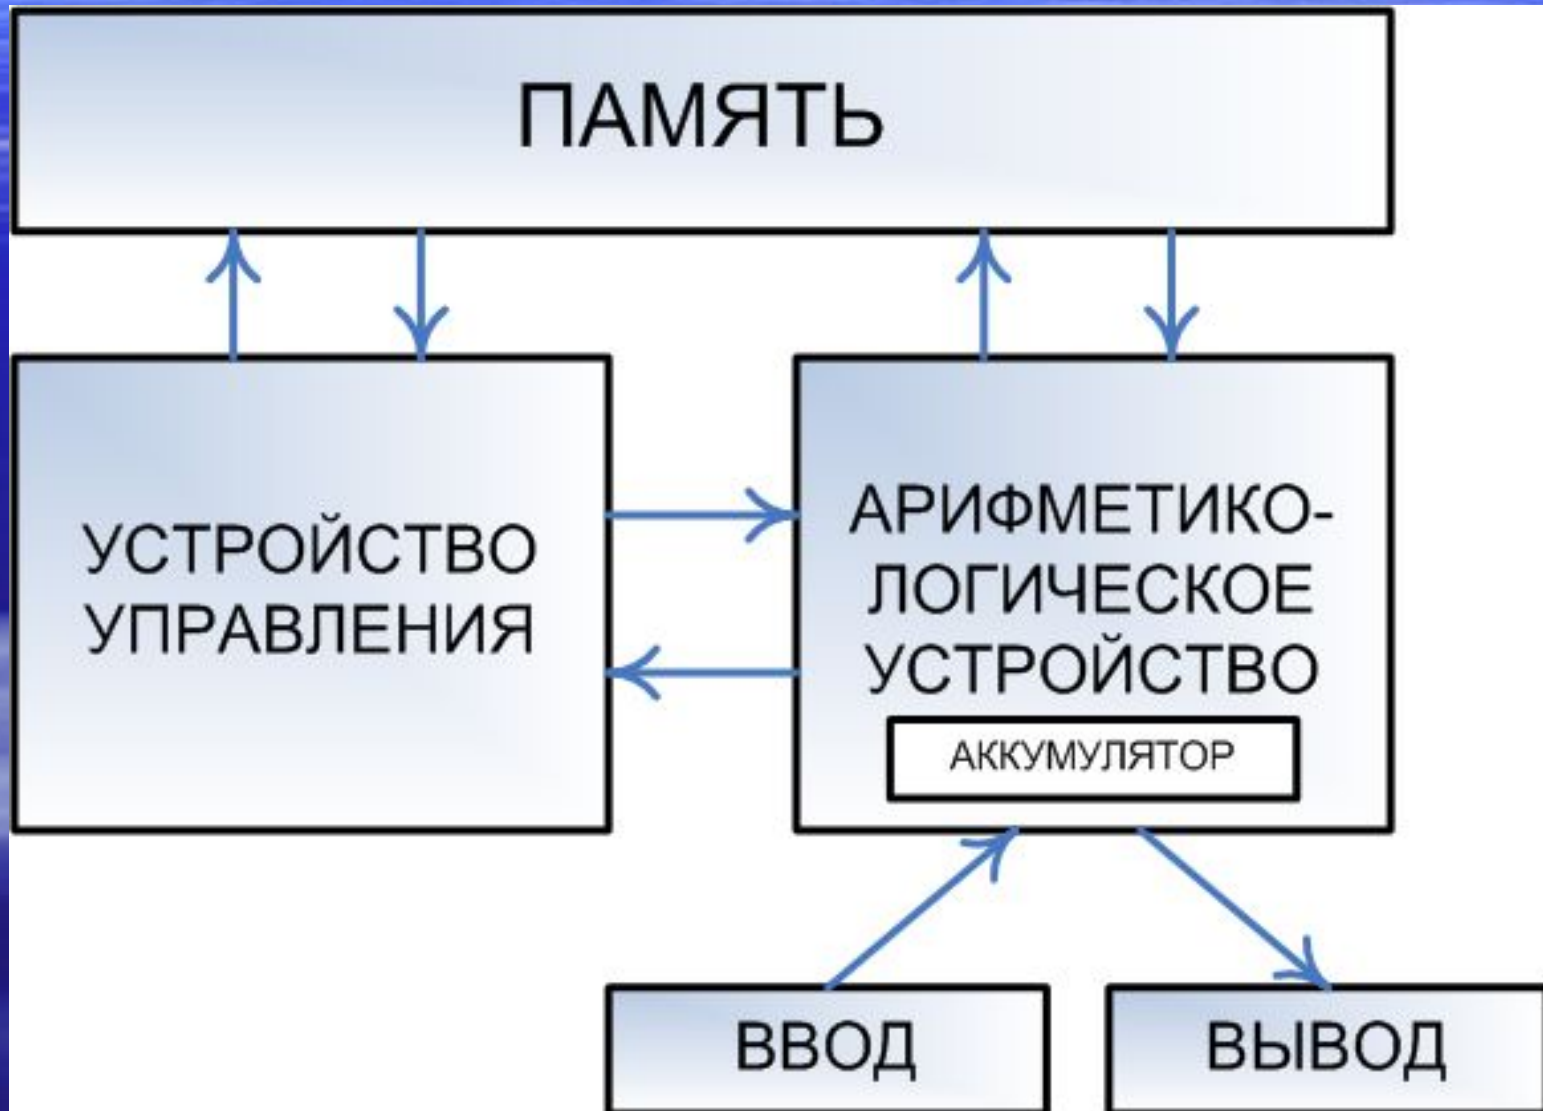 ПАМЯТЬ
УСТРОЙСТВО
УПРАВЛЕНИЯ
АРИФМЕТИКО-
ЛОГИЧЕСКОЕ
УСТРОЙСТВО
АККУМУЛЯТОР
ВВОД
ВЫВОД